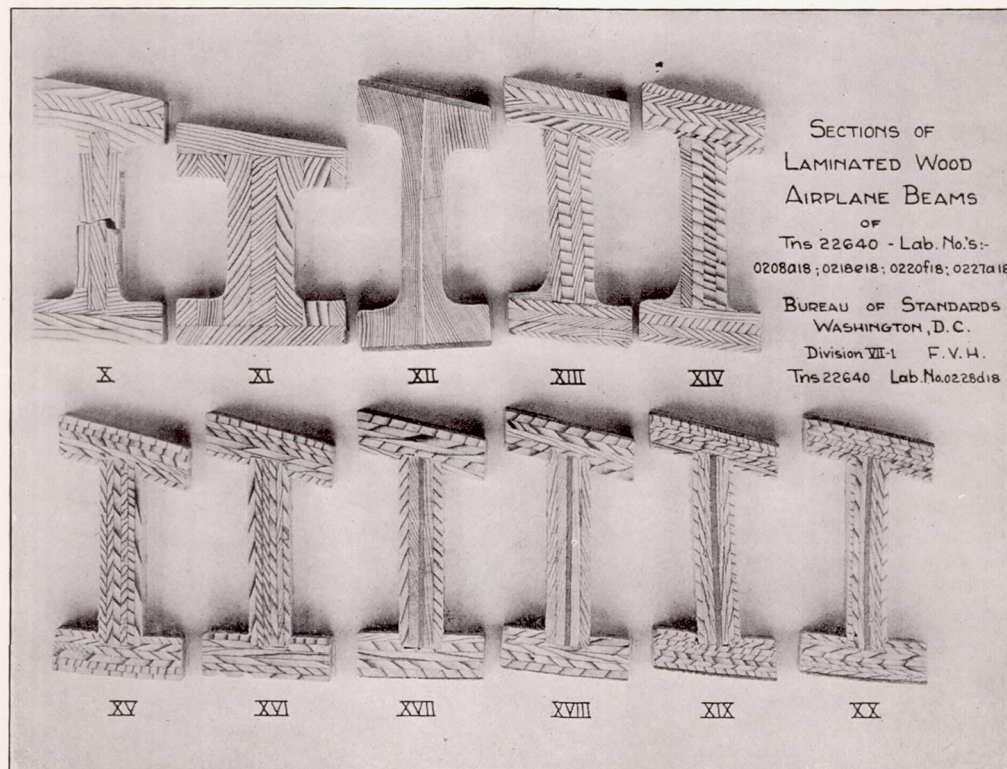 SECTIONS OF
LAMINATED WOOD
AIRPLANE BEAMS
OF
Tns 22640 - Lab. No.'s:-
0208a18; 0218e18; 0220f18; 0227a18
BUREAU OF STANDARDS
WASHINGTON, D.C.
Division VII-1 F.V.H.
Tns 22640 Lab. No. 0228d18
X XI XII XIII XIV
XV XVI XVII XVIII XIX XX